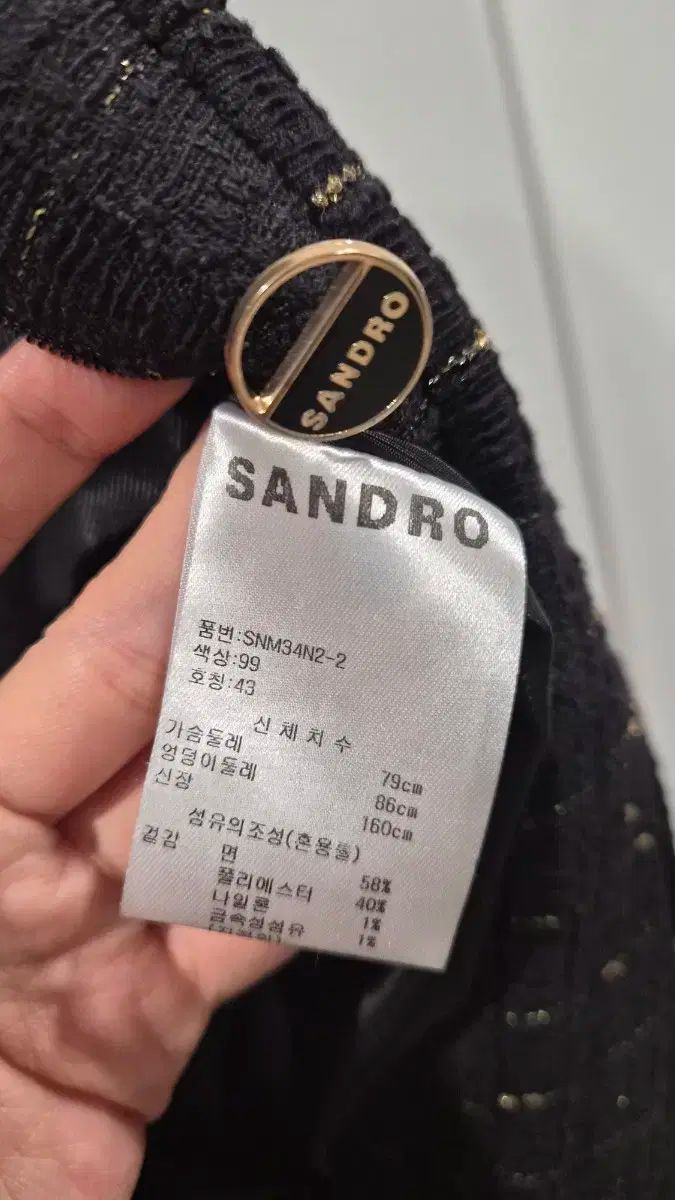 SANDRO
SANDRO
품번:SNM34N2-2
색상:99
호칭:43
신체치수
가슴둘레 79cm
엉덩이둘레 86cm
신장 160cm
섬유의조성(혼용률)
겉감 면 58%
폴리에스터 40%
나일론 1%
금속성섬유 1%